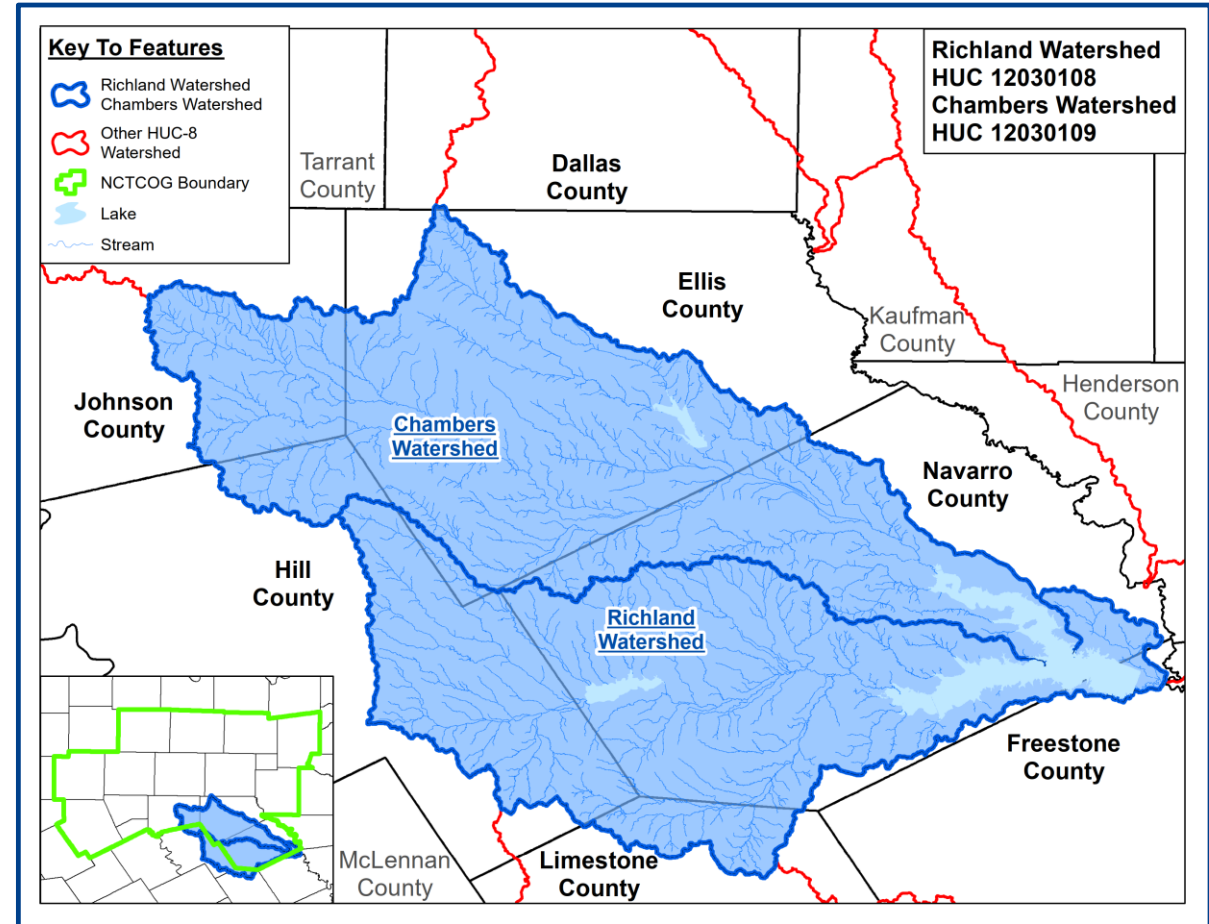 Key To Features
Richland Watershed
Chambers Watershed
Other HUC-8
Watershed
NCTCOG Boundary
Lake
Stream
Richland Watershed
HUC 12030108
Chambers Watershed
HUC 12030109
Tarrant
County
Dallas
County
Ellis
County
Kaufman
County
Henderson
County
Johnson
County
Chambers
Watershed
Navarro
County
Hill
County
Richland
Watershed
Freestone
County
McLennan
County
Limestone
County